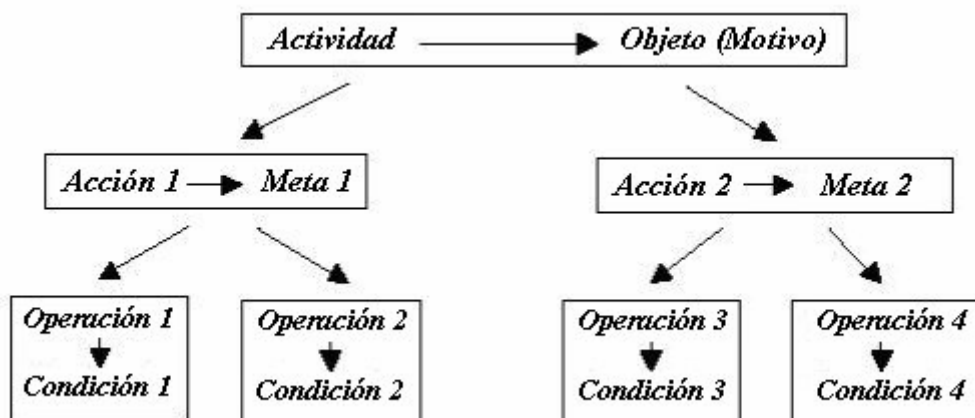 Actividad Objeto (Motivo)
Acción 1 Meta 1 Acción 2 Meta 2
Operación 1 Operación 2 Operación 3 Operación 4
Condición 1 Condición 2 Condición 3 Condición 4